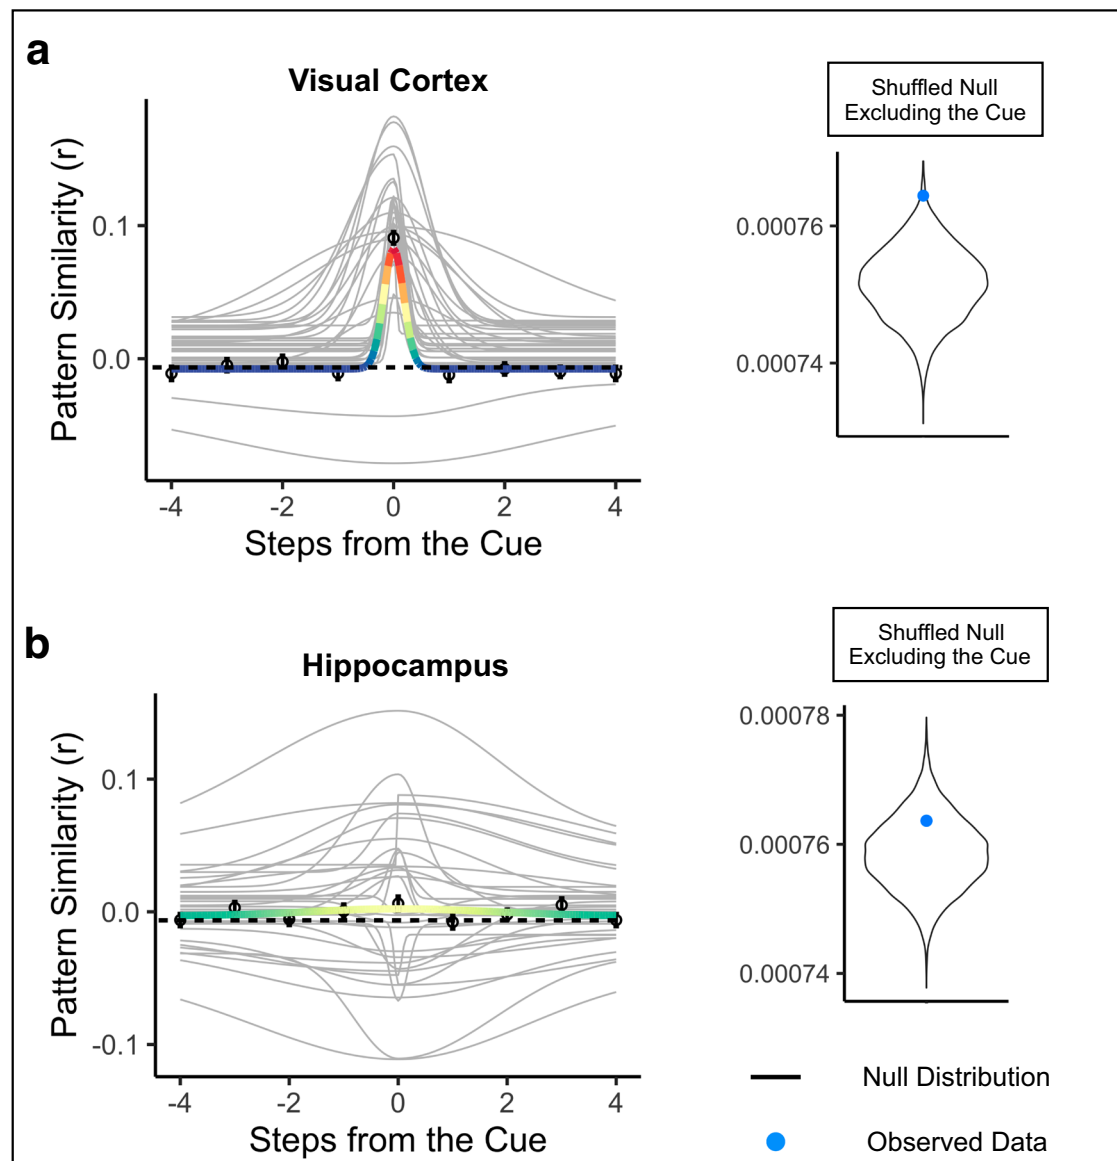 a
Visual Cortex
Pattern Similarity (r)
0.1
0.0
-4 -2 0 2 4
Steps from the Cue
Shuffled Null
Excluding the Cue
0.00076
0.00074
b
Hippocampus
Pattern Similarity (r)
0.1
0.0
-0.1
-4 -2 0 2 4
Steps from the Cue
Shuffled Null
Excluding the Cue
0.00078
0.00076
0.00074
Null Distribution
Observed Data